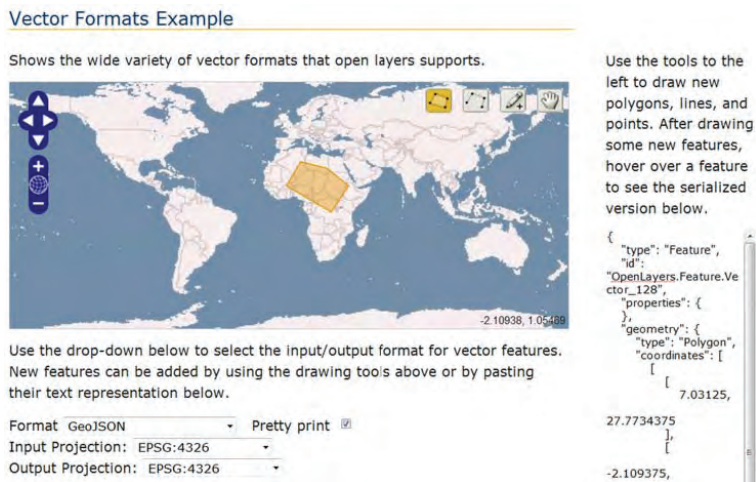 Vector Formats Example
Shows the wide variety of vector formats that open layers supports.
-2.10938, 1.05489
Use the drop-down below to select the input/output format for vector features.
New features can be added by using the drawing tools above or by pasting
their text representation below.
Format GeoJSON Pretty print
Input Projection: EPSG:4326
Output Projection: EPSG:4326
Use the tools to the
left to draw new
polygons, lines, and
points. After drawing
some new features,
hover over a feature
to see the serialized
version below.
{
"type": "Feature",
"id":
"OpenLayers.Feature.Ve
ctor_128",
"properties": {
},
"geometry": {
"type": "Polygon",
"coordinates": [
[
[
7.03125,
27.7734375
],
[
-2.109375,